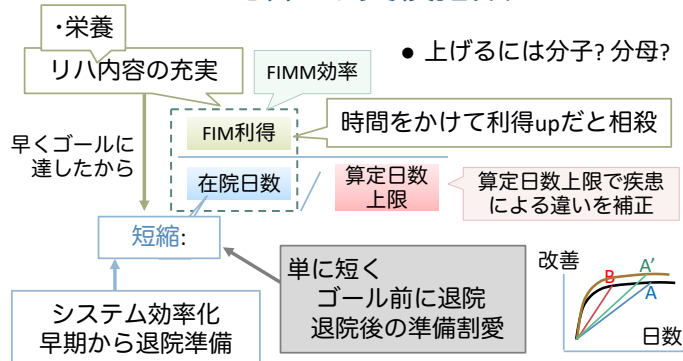 ・栄養
リハ内容の充実
FIMM効率
● 上げるには分子? 分母?
FIM利得
時間をかけて利得upだと相殺
早くゴールに
達したから
在院日数
/
算定日数
上限
算定日数上限で疾患
による違いを補正
短縮:
単に短く
ゴール前に退院
退院後の準備割愛
システム効率化
早期から退院準備
改善
B
A'
A
日数